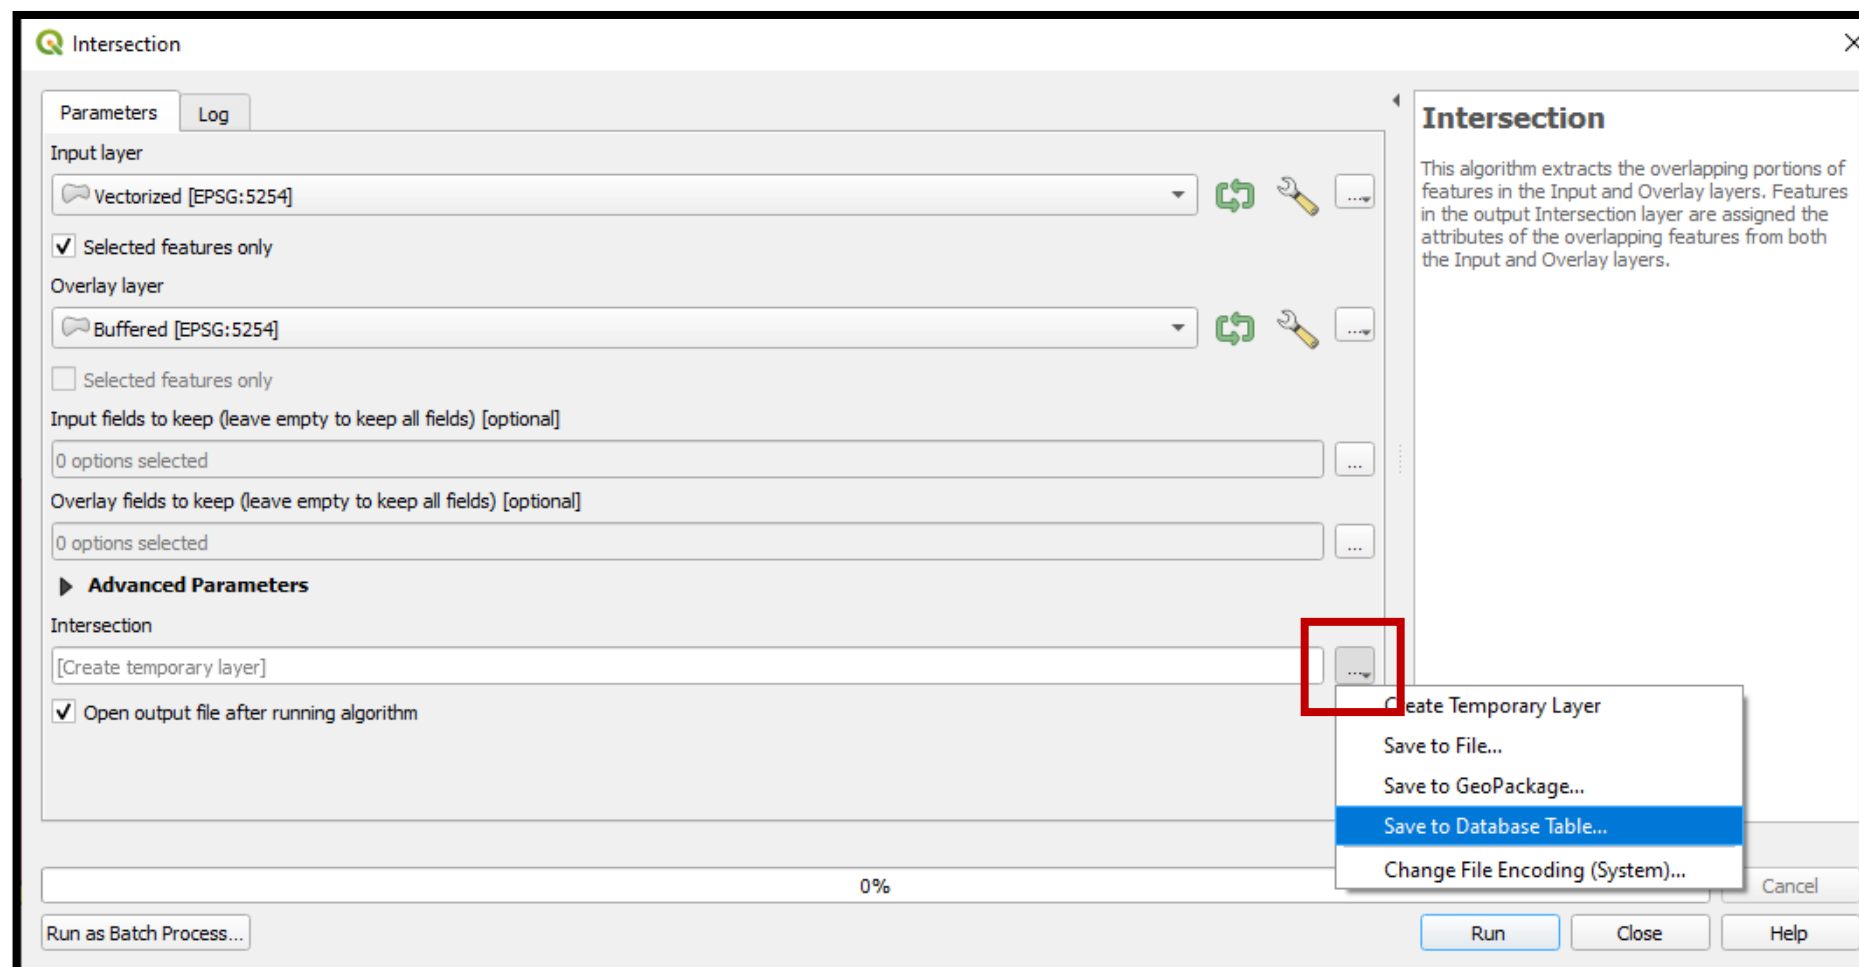 Intersection
Parameters
Log
Input layer
Vectorized [EPSG:5254]
...
Selected features only
Overlay layer
Buffered [EPSG:5254]
...
Selected features only
Input fields to keep (leave empty to keep all fields) [optional]
0 options selected
...
Overlay fields to keep (leave empty to keep all fields) [optional]
0 options selected
...
Advanced Parameters
Intersection
[Create temporary layer]
...
Open output file after running algorithm
Create Temporary Layer
Save to File...
Save to GeoPackage...
Save to Database Table...
Change File Encoding (System)...
Intersection
This algorithm extracts the overlapping portions of
features in the Input and Overlay layers. Features
in the output Intersection layer are assigned the
attributes of the overlapping features from both
the Input and Overlay layers.
0%
Cancel
Run as Batch Process...
Run
Close
Help